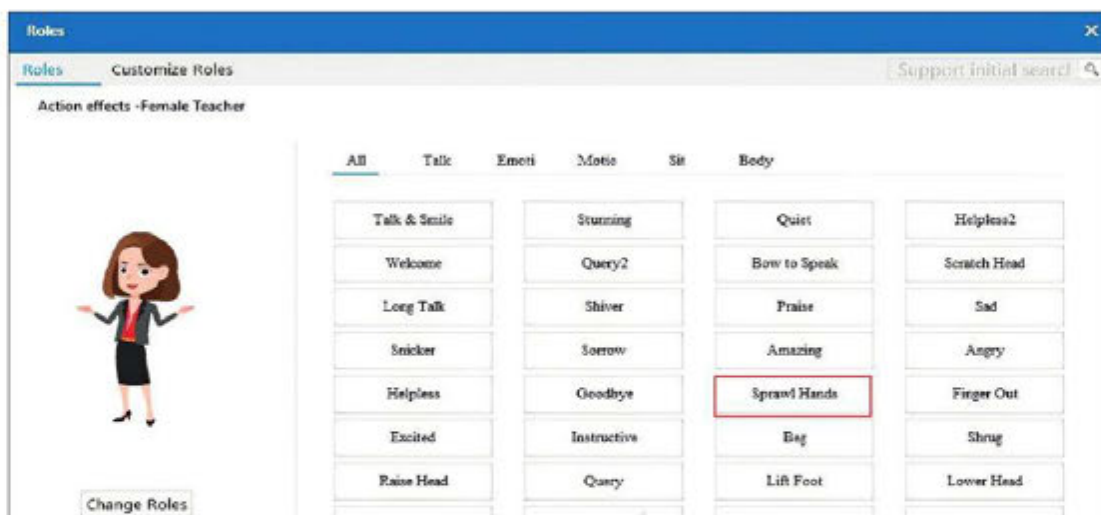 Roles
Roles Customize Roles Support initial searcl
Action effects -Female Teacher
All Talk Emoti Motio Sit Body
Talk & Smile Stunning Quiet Helpless2
Welcome Query2 Bow to Speak Scratch Head
Long Talk Shiver Praise Sad
Snicker Sorrow Amazing Angry
Helpless Goodbye Sprawl Hands Finger Out
Excited Instructive Beg Shrug
Raise Head Query Lift Foot Lower Head
Change Roles